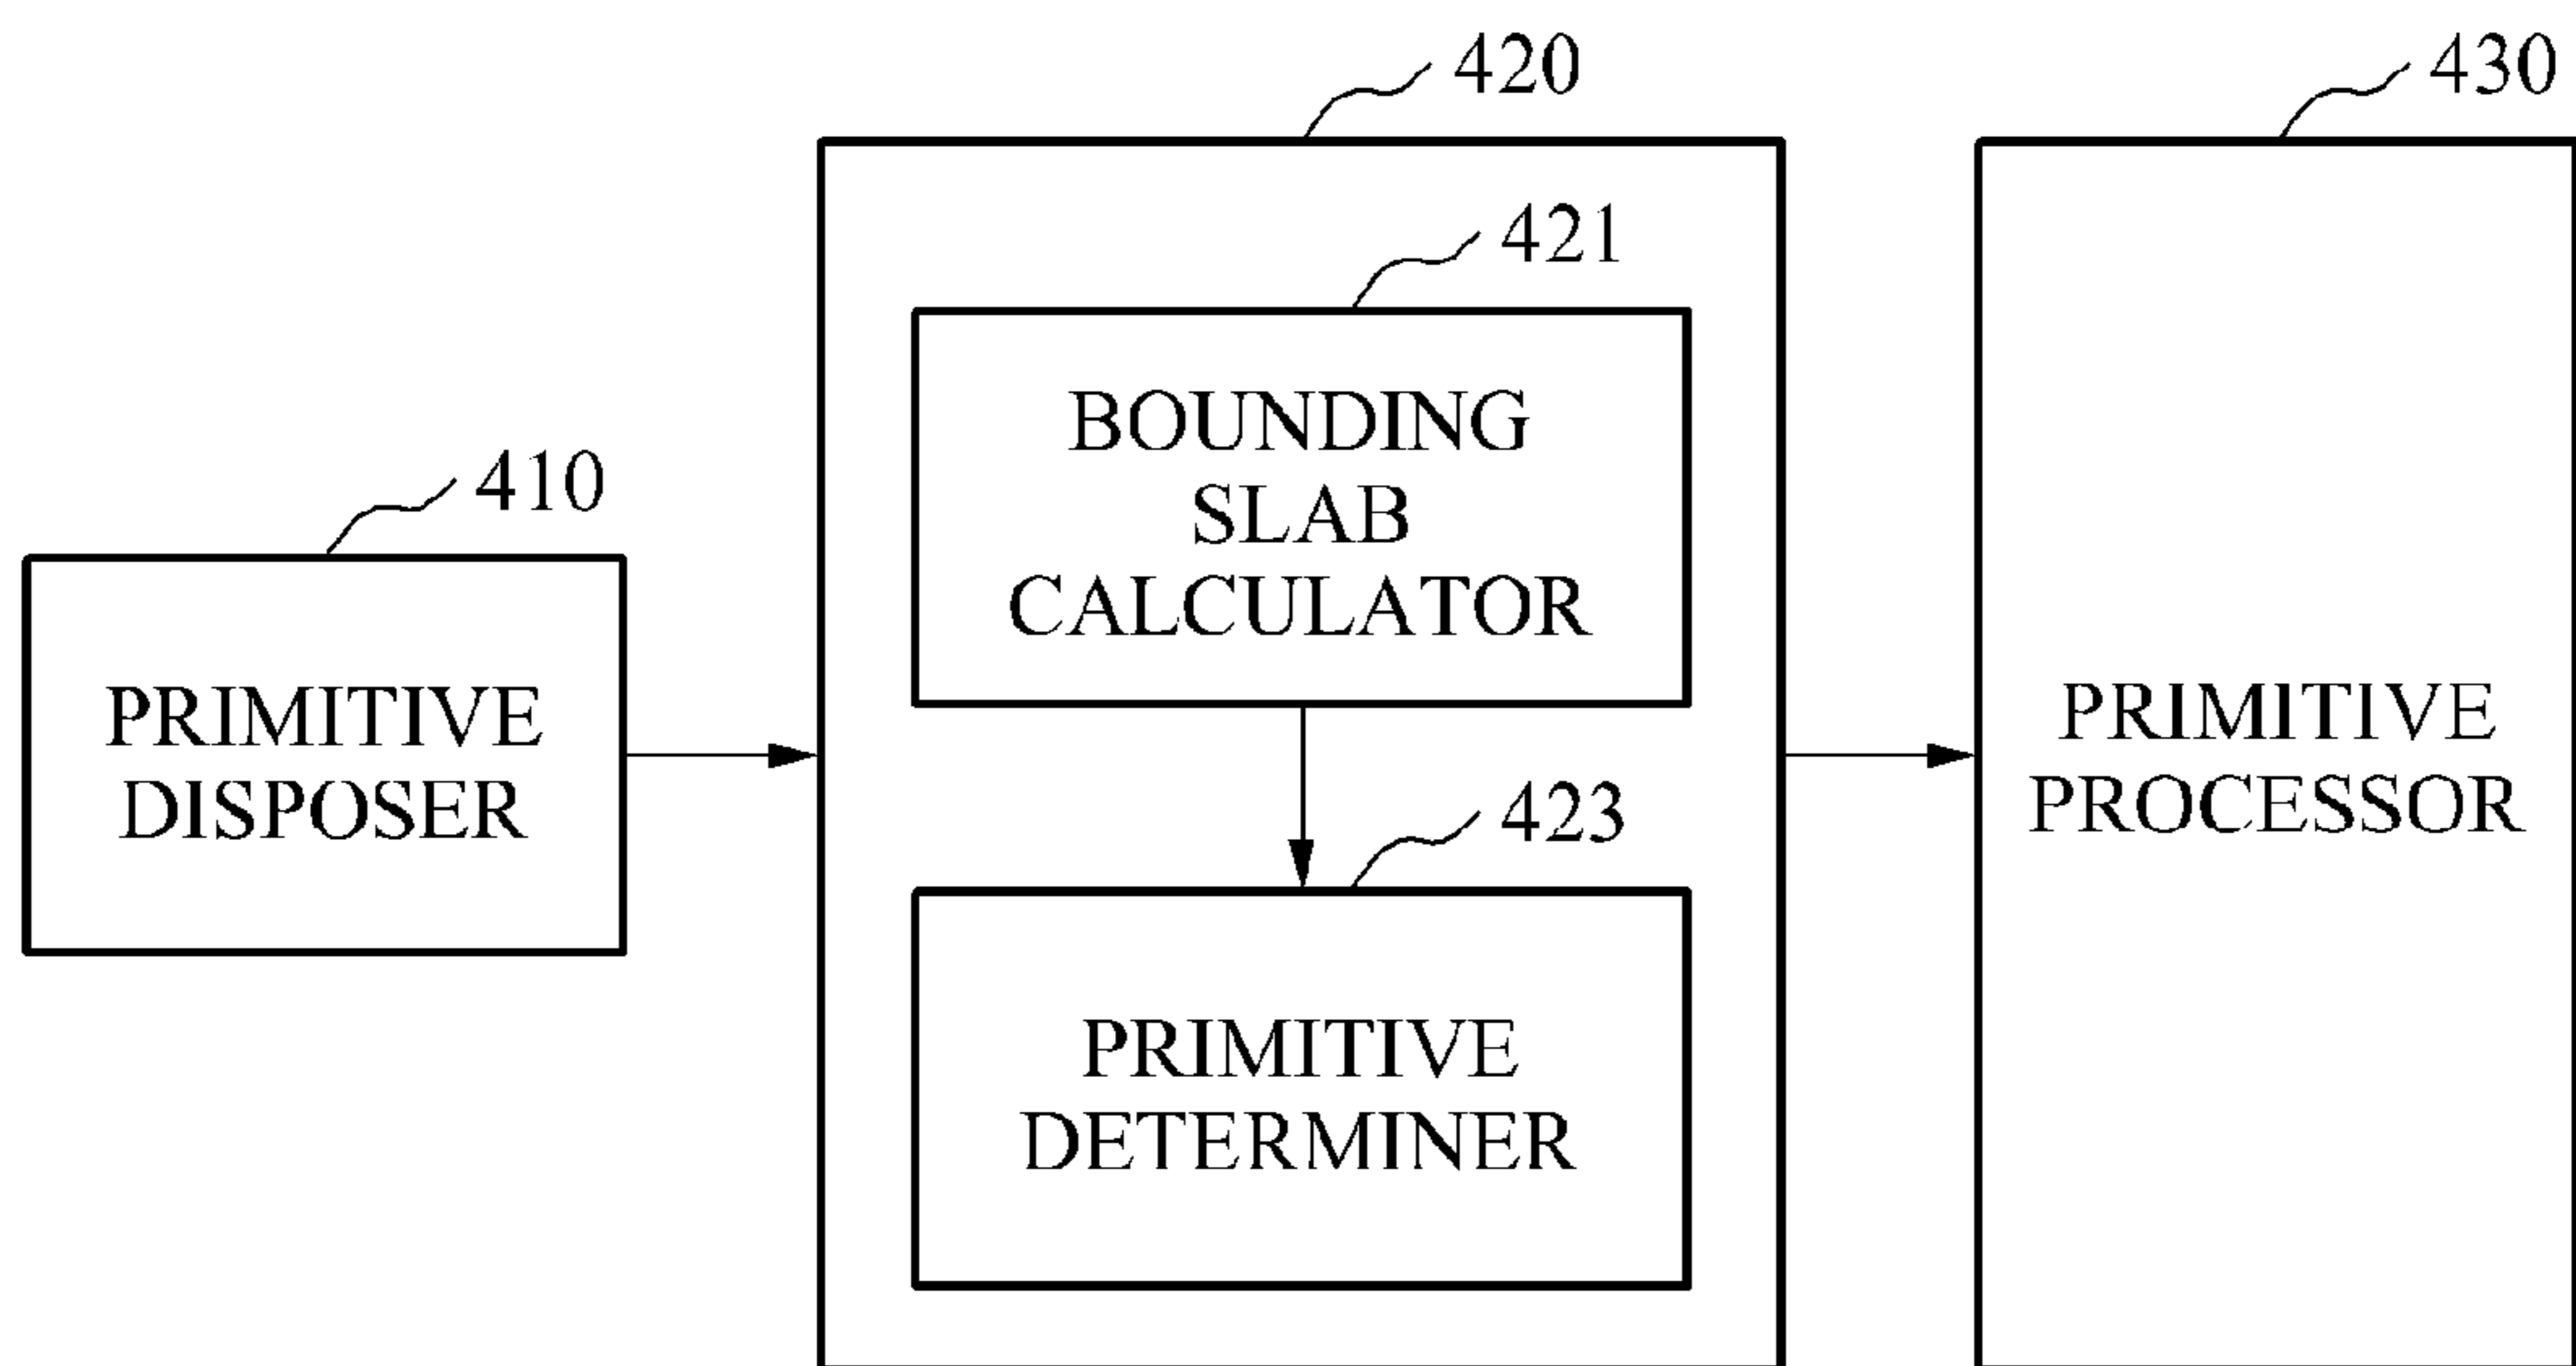 410
PRIMITIVE
DISPOSER
420
421
BOUNDING
SLAB
CALCULATOR
423
PRIMITIVE
DETERMINER
430
PRIMITIVE
PROCESSOR